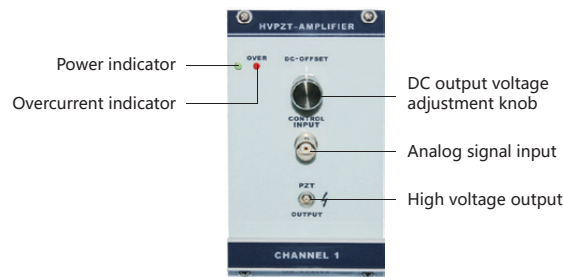 HVPZT-AMPLIFIER
Power indicator
OVER
DC-OFFSET
Overcurrent indicator
DC output voltage
adjustment knob
CONTROL
INPUT
Analog signal input
PZT
High voltage output
OUTPUT
CHANNEL 1